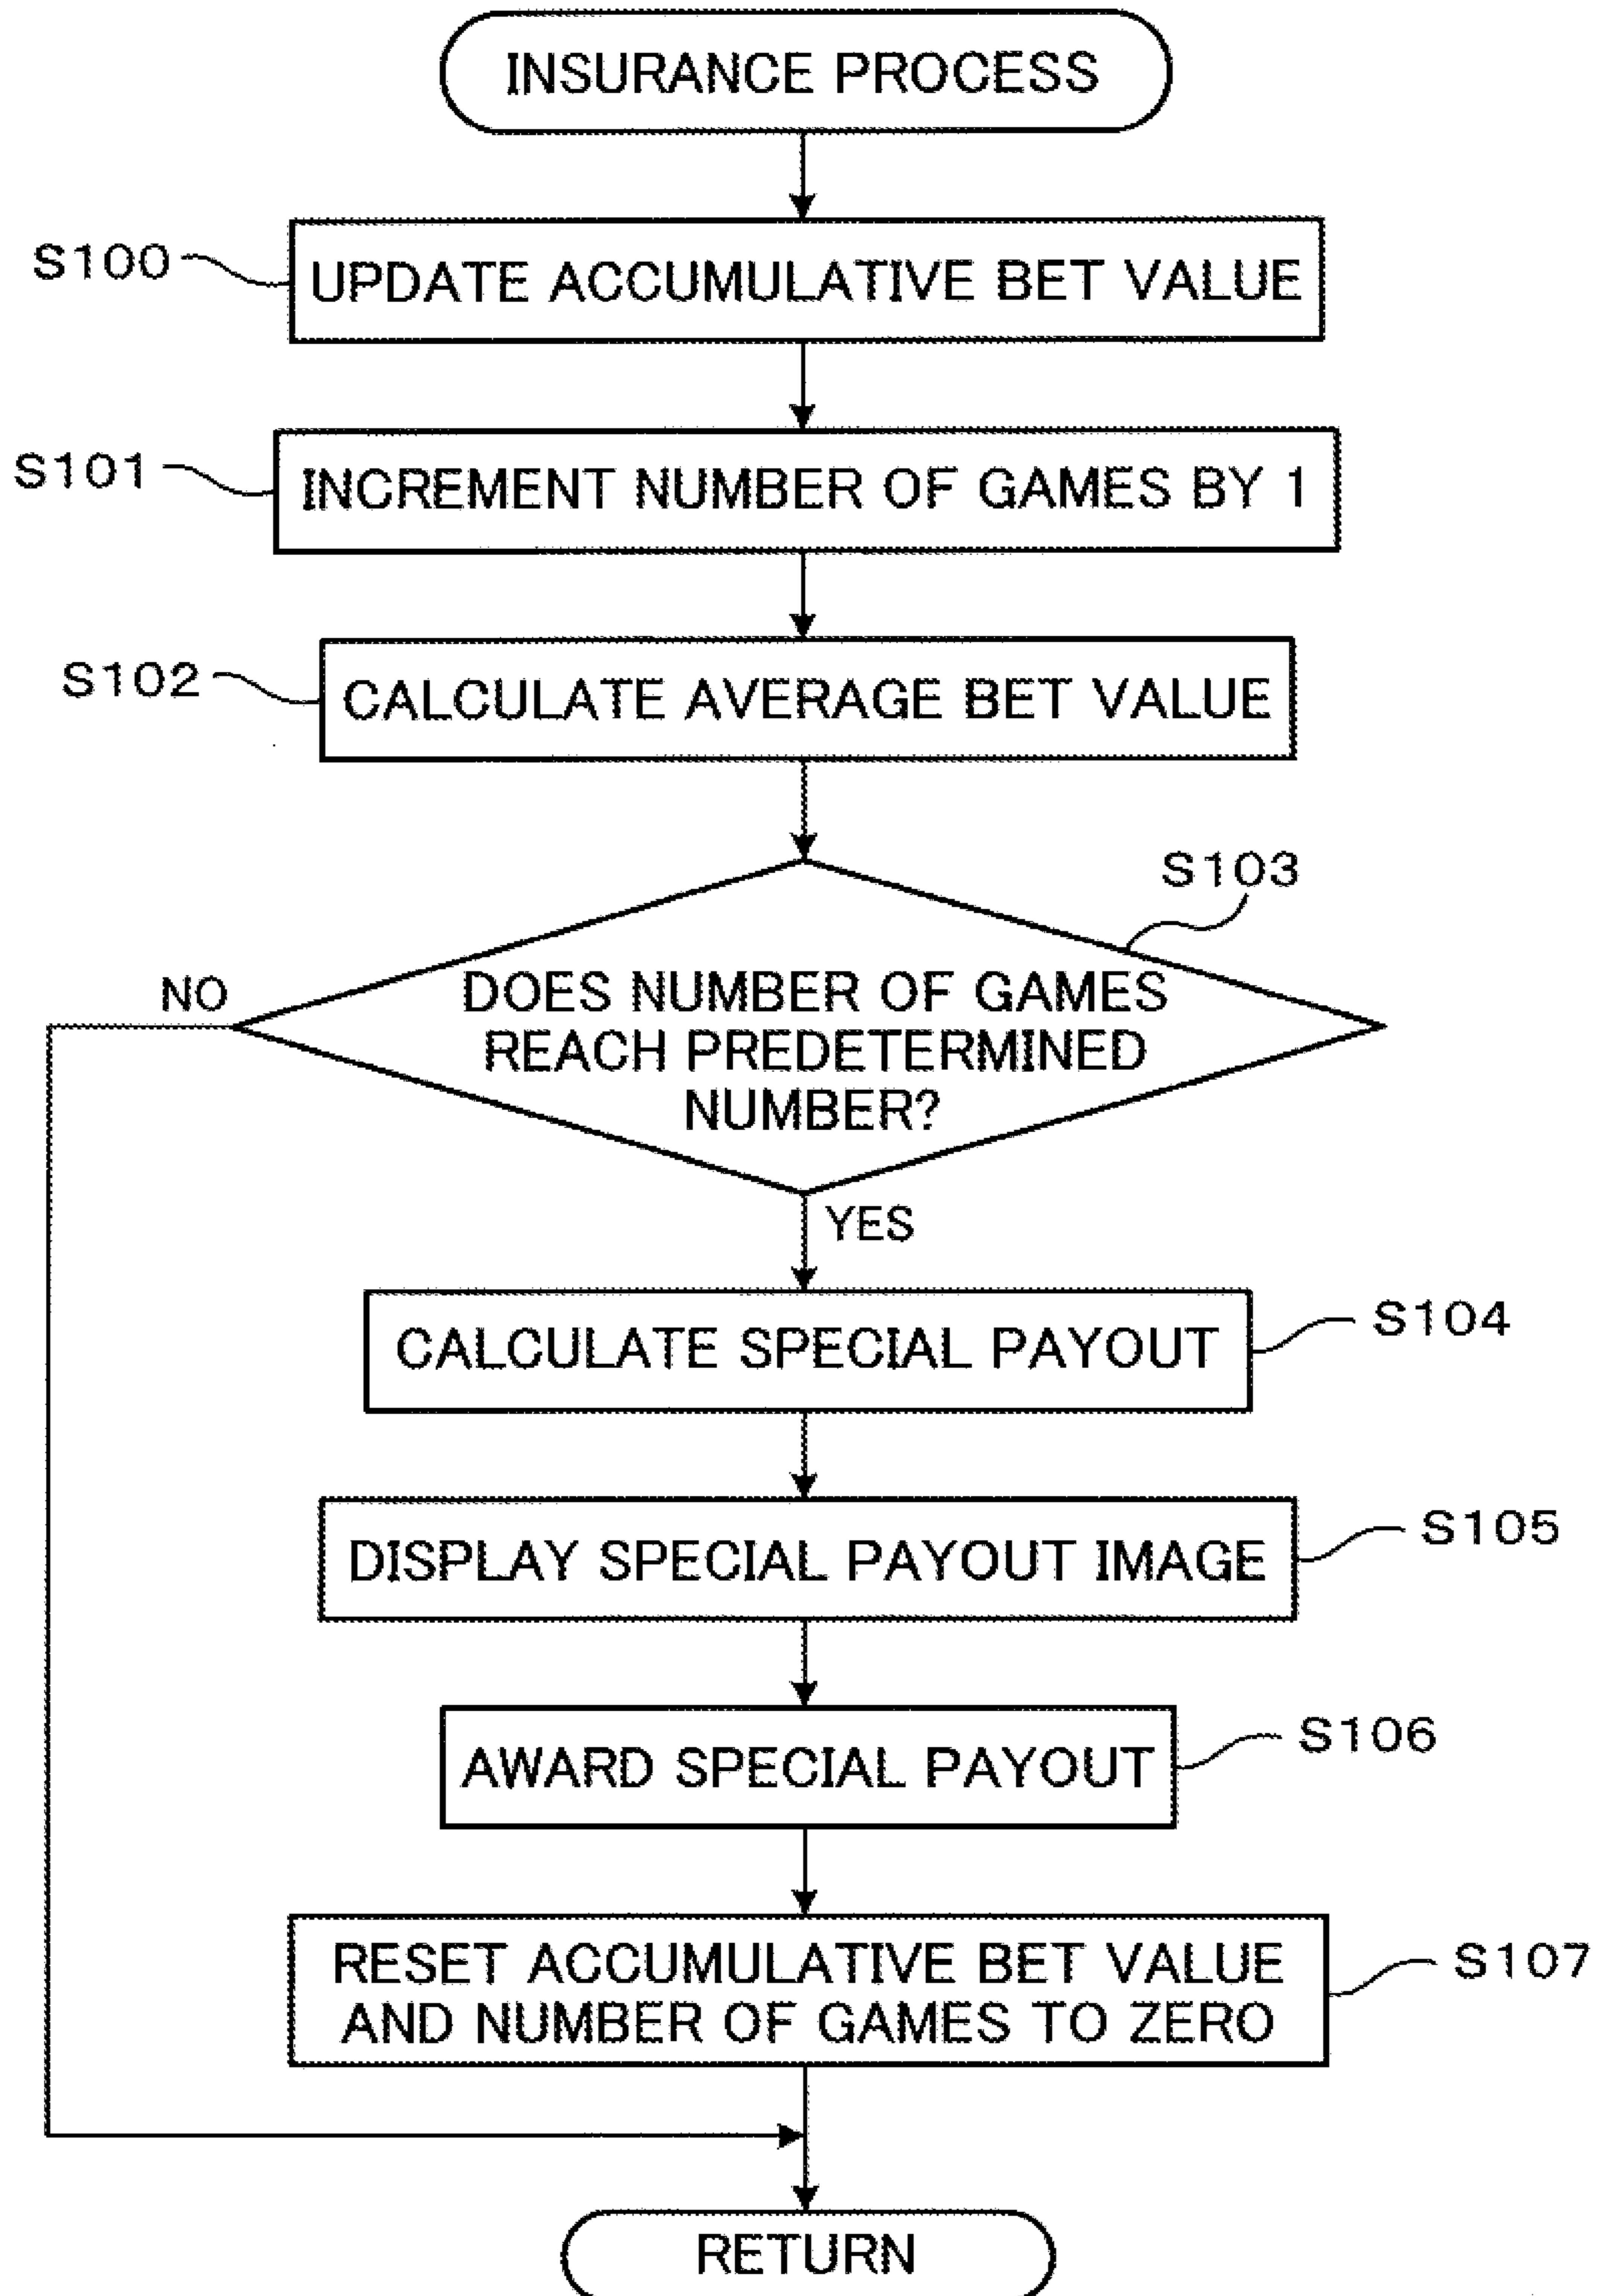 INSURANCE PROCESS
S100
UPDATE ACCUMULATIVE BET VALUE
S101
INCREMENT NUMBER OF GAMES BY 1
S102
CALCULATE AVERAGE BET VALUE
S103
NO
DOES NUMBER OF GAMES
REACH PREDETERMINED
NUMBER?
YES
CALCULATE SPECIAL PAYOUT
S104
DISPLAY SPECIAL PAYOUT IMAGE
S105
AWARD SPECIAL PAYOUT
S106
RESET ACCUMULATIVE BET VALUE
AND NUMBER OF GAMES TO ZERO
S107
RETURN